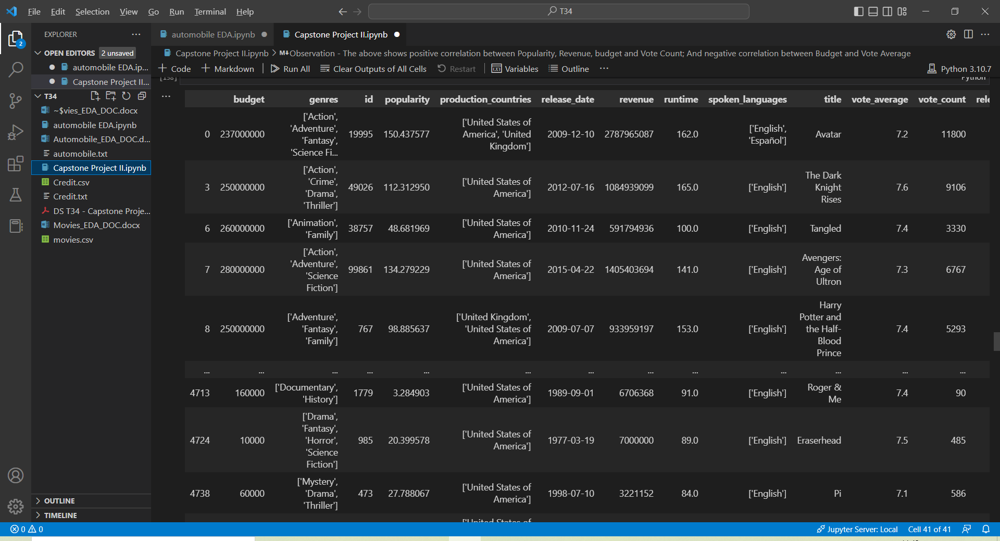 File Edit Selection View Go Run Terminal Help
T34
EXPLORER
automobile EDA.ipynb
Capstone Project II.ipynb
OPEN EDITORS 2 unsaved
automobile EDA.ip...
Capstone Project II...
T34
~$vies_EDA_DOC.docx
automobile EDA.ipynb
Automobile_EDA_DOC.d...
automobile.txt
Capstone Project II.ipynb
Credit.csv
Credit.txt
DS T34 - Capstone Proje...
Movies_EDA_DOC.docx
movies.csv
OUTLINE
TIMELINE
2
Capstone Project II.ipynb > M↓Observation - The above shows positive correlation between Popularity, Revenue, budget and Vote Count; And negative correlation between Budget and Vote Average
+ Code + Markdown Run All Clear Outputs of All Cells Restart Variables Outline ... Python 3.10.7
[158] Python
budget genres id popularity production_countries release_date revenue runtime spoken_languages title vote_average vote_count rele
0 237000000 ['Action', 'Adventure', 'Fantasy', 'Science Fi... 19995 150.437577 ['United States of America', 'United Kingdom'] 2009-12-10 2787965087 162.0 ['English', 'Español'] Avatar 7.2 11800
3 250000000 ['Action', 'Crime', 'Drama', 'Thriller'] 49026 112.312950 ['United States of America'] 2012-07-16 1084939099 165.0 ['English'] The Dark Knight Rises 7.6 9106
6 260000000 ['Animation', 'Family'] 38757 48.681969 ['United States of America'] 2010-11-24 591794936 100.0 ['English'] Tangled 7.4 3330
7 280000000 ['Action', 'Adventure', 'Science Fiction'] 99861 134.279229 ['United States of America'] 2015-04-22 1405403694 141.0 ['English'] Avengers: Age of Ultron 7.3 6767
8 250000000 ['Adventure', 'Fantasy', 'Family'] 767 98.885637 ['United Kingdom', 'United States of America'] 2009-07-07 933959197 153.0 ['English'] Harry Potter and the Half-Blood Prince 7.4 5293
... ... ... ... ... ... ... ... ... ... ... ... ...
4713 160000 ['Documentary', 'History'] 1779 3.284903 ['United States of America'] 1989-09-01 6706368 91.0 ['English'] Roger & Me 7.4 90
4724 10000 ['Drama', 'Fantasy', 'Horror', 'Science Fiction'] 985 20.399578 ['United States of America'] 1977-03-19 7000000 89.0 ['English'] Eraserhead 7.5 485
4738 60000 ['Mystery', 'Drama', 'Thriller'] 473 27.788067 ['United States of America'] 1998-07-10 3221152 84.0 ['English'] Pi 7.1 586
['United States of
0 0 Jupyter Server: Local Cell 41 of 41